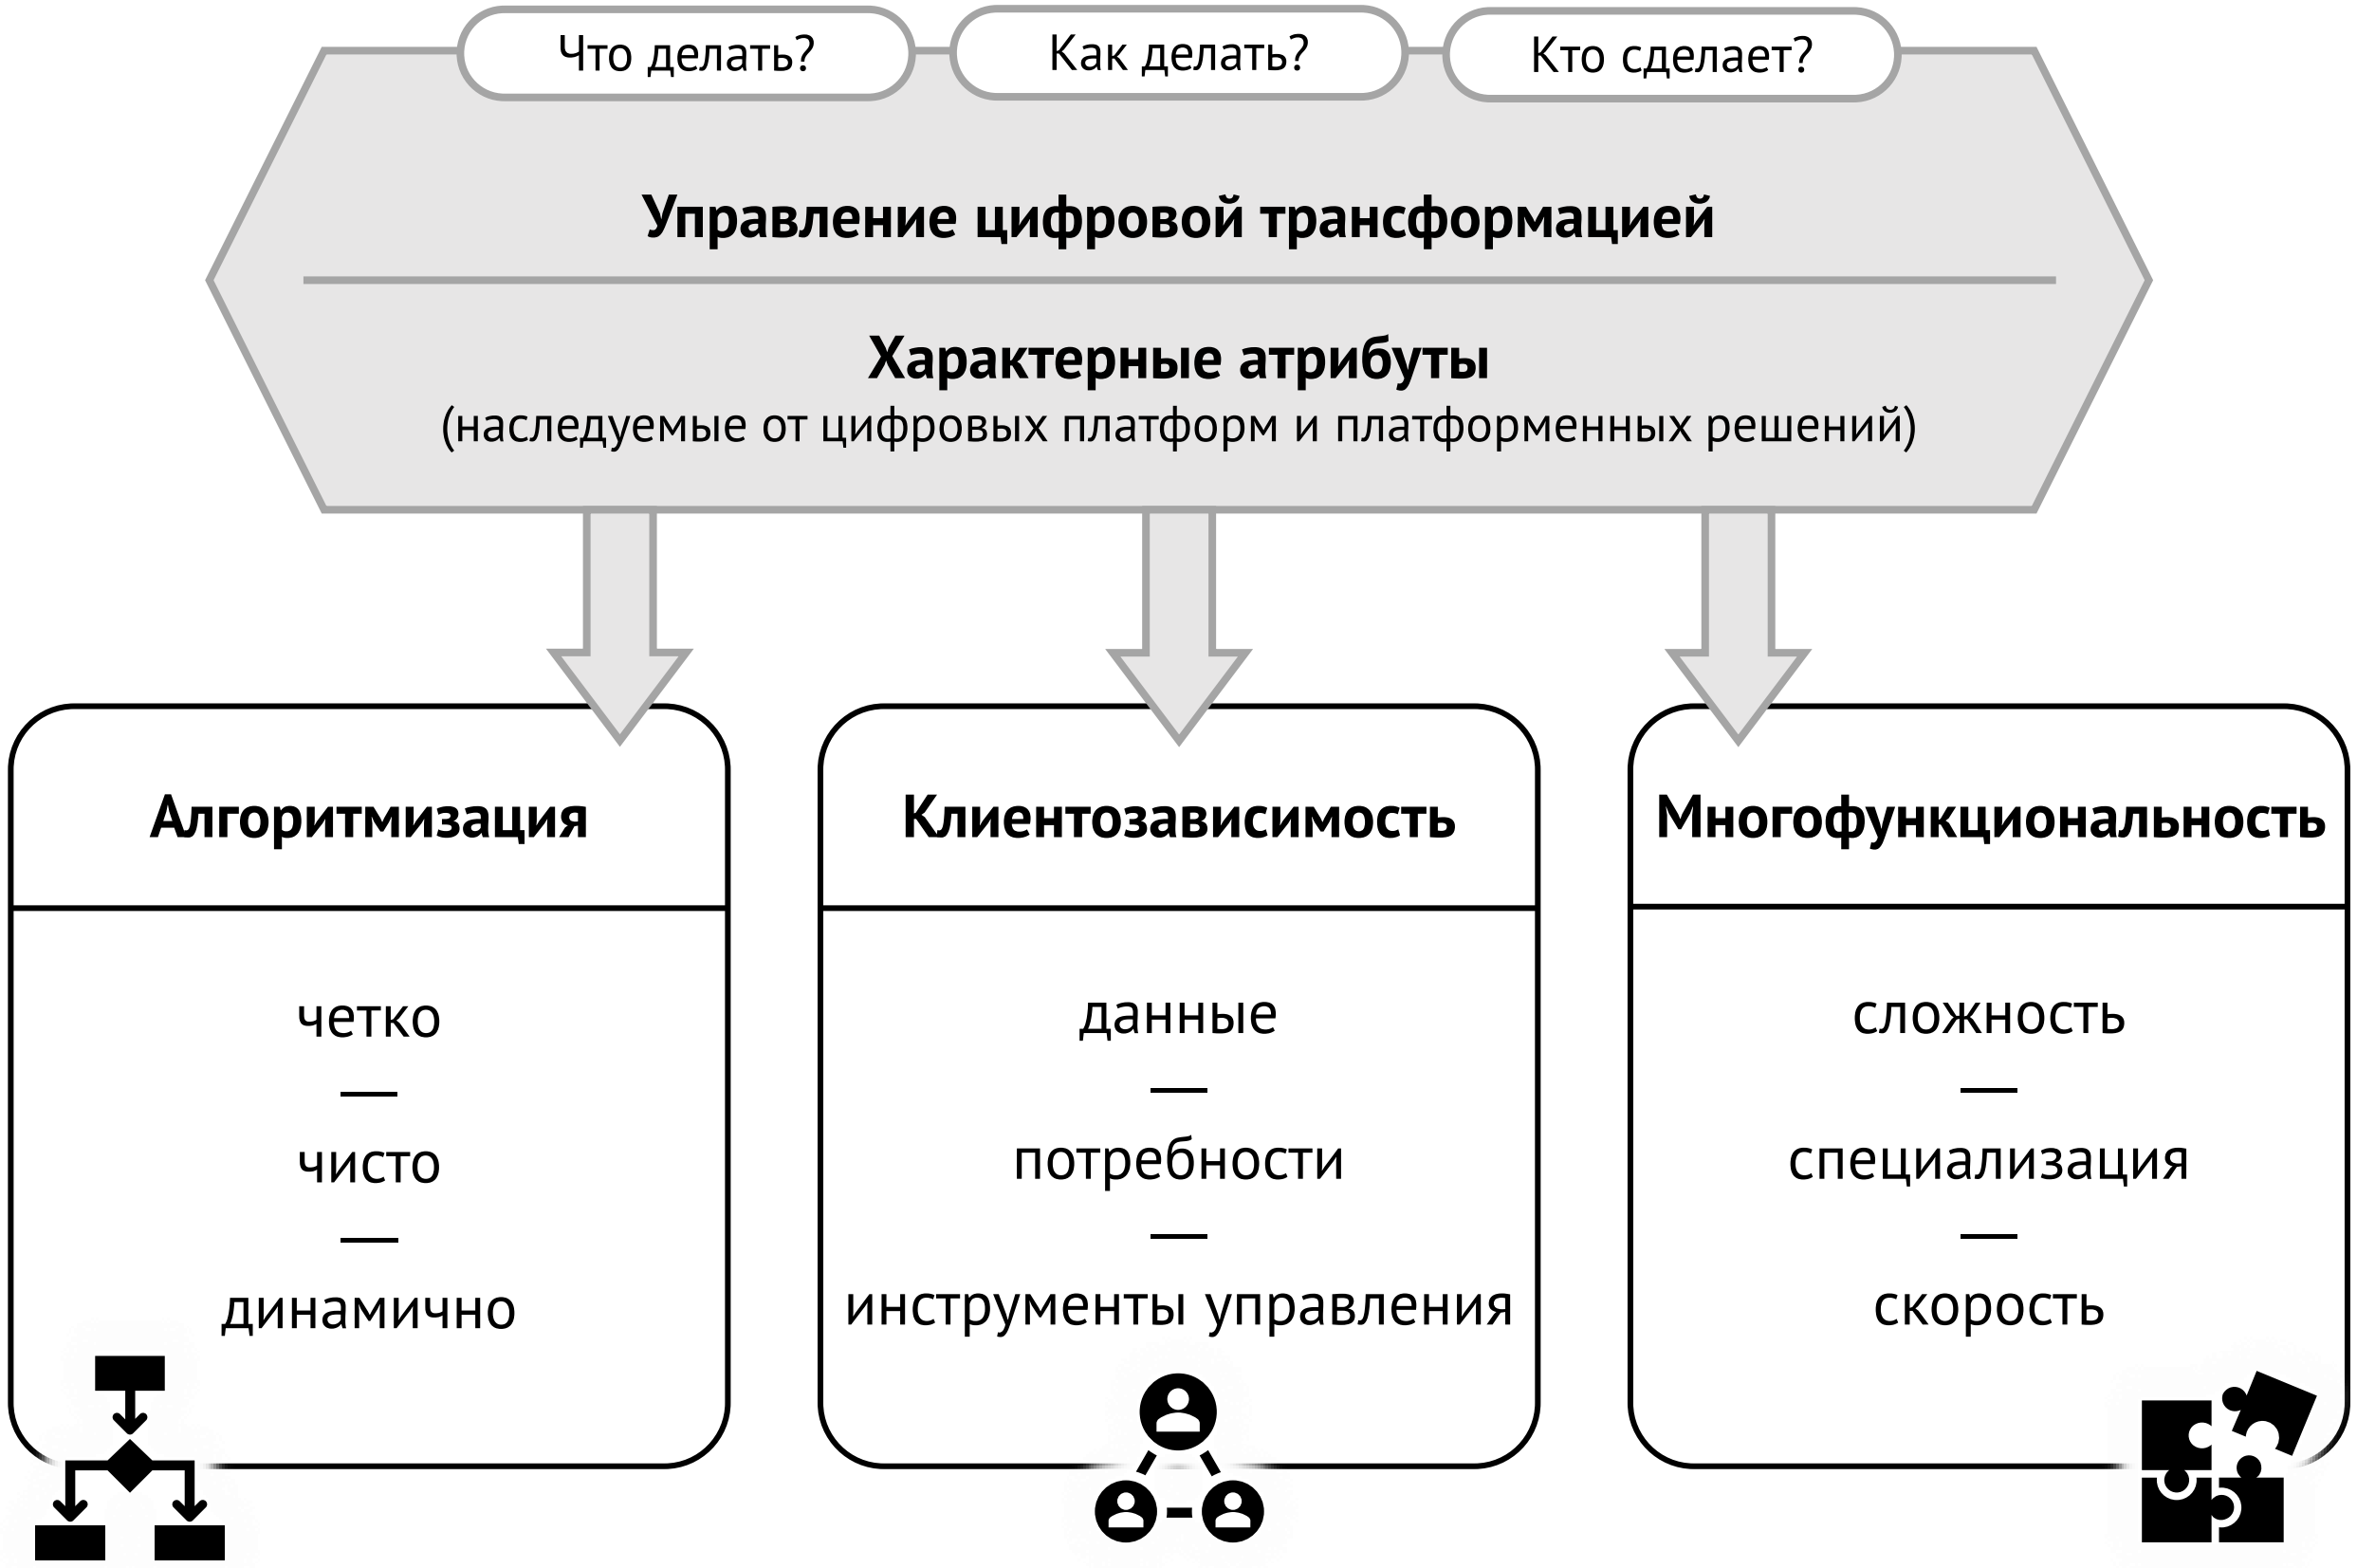 Что делать?
Как делать?
Кто сделает?
Управление цифровой трансформацией
Характерные атрибуты
(наследуемые от цифровых платформ и платформенных решений)
Алгоритмизация
четко
—
чисто
—
динамично
Клиентозависимость
данные
—
потребности
—
инструменты управления
Многофункциональность
сложность
—
специализация
—
скорость